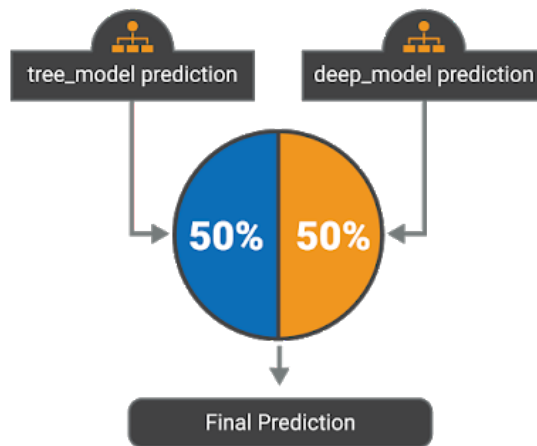 tree_model prediction
deep_model prediction
50% 50%
Final Prediction